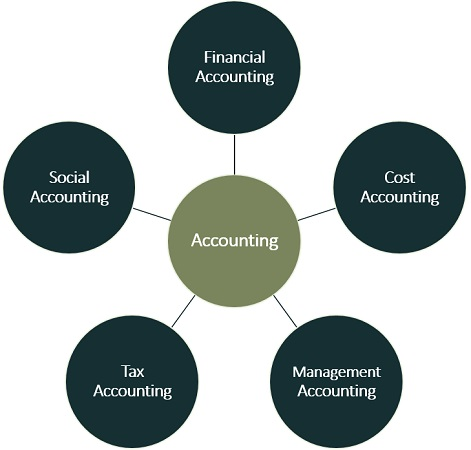 Financial
Accounting
Social
Accounting
Cost
Accounting
Accounting
Tax
Accounting
Management
Accounting